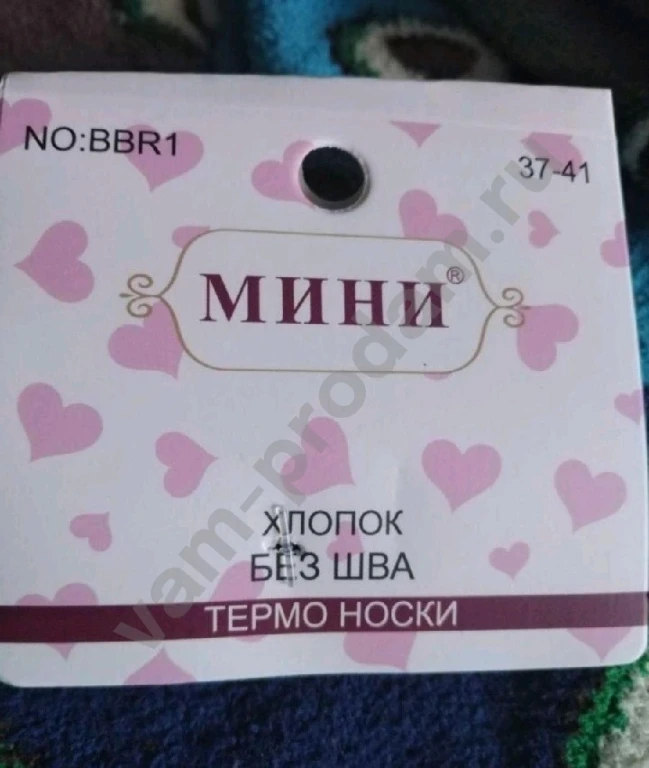 NO:BBR1
37-41
МИНИ®
ХЛОПОК
БЕЗ ШВА
ТЕРМО НОСКИ
vam-prodam.ru